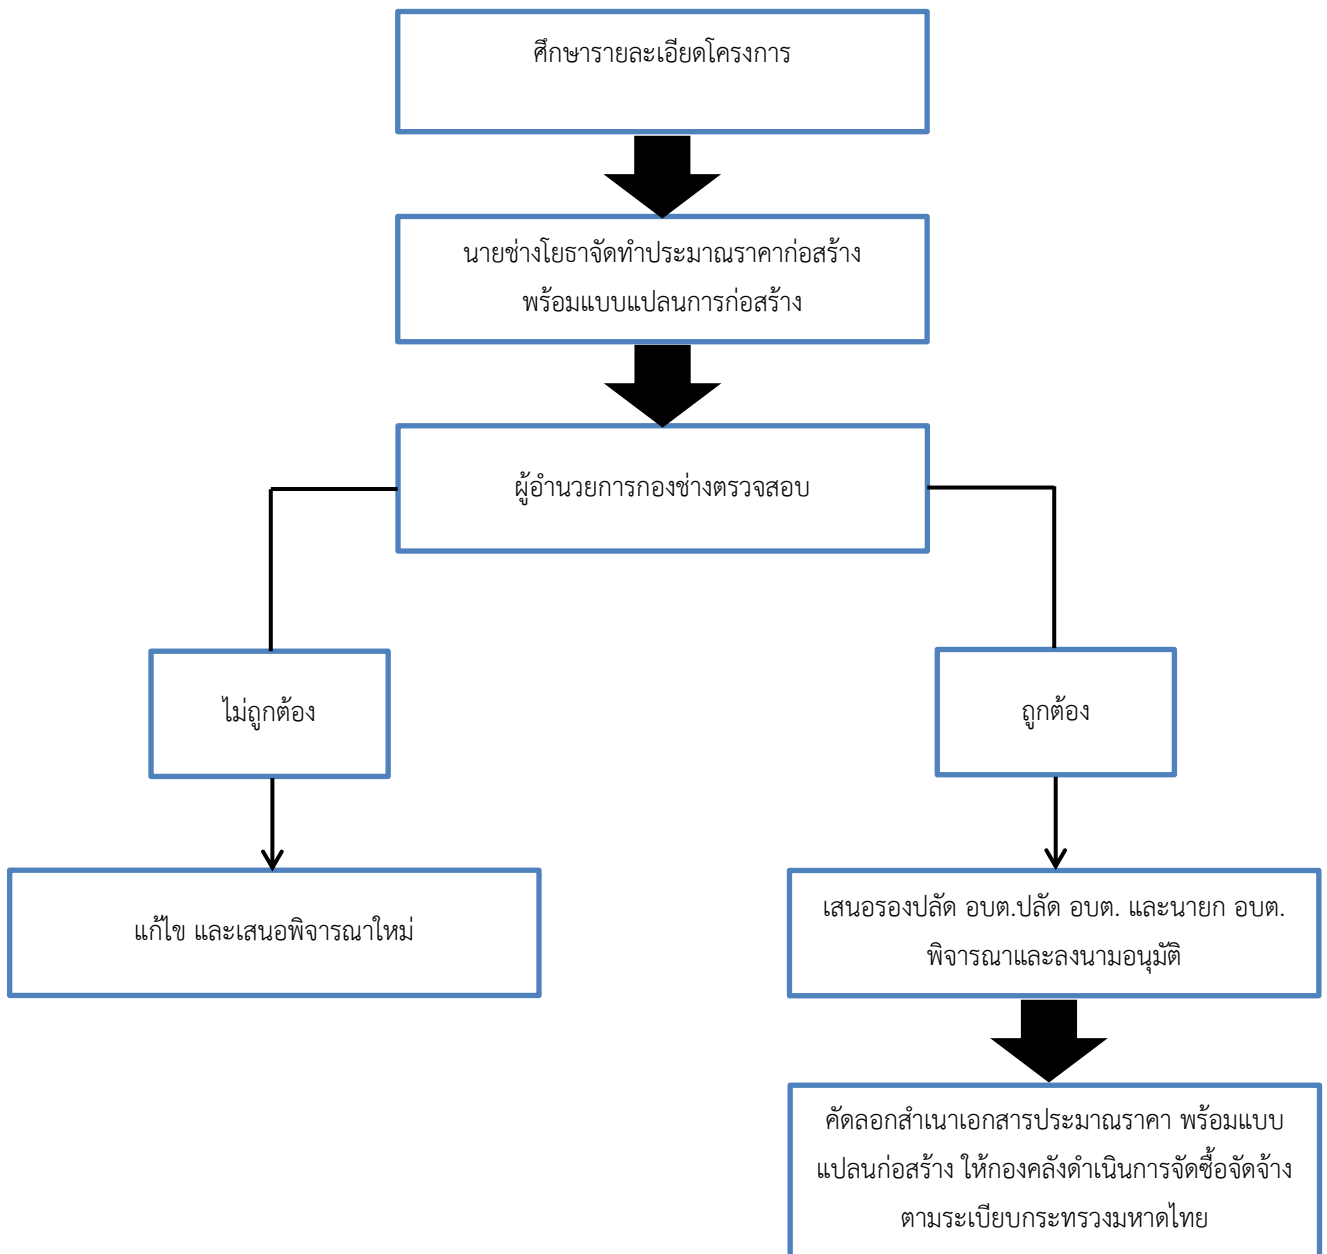 ศึกษารายละเอียดโครงการ
นายช่างโยธาจัดทำประมาณราคาก่อสร้าง
พร้อมแบบแปลนการก่อสร้าง
ผู้อำนวยการกองช่างตรวจสอบ
ไม่ถูกต้อง
ถูกต้อง
แก้ไข และเสนอพิจารณาใหม่
เสนอรองปลัด อบต.ปลัด อบต. และนายก อบต.
พิจารณาและลงนามอนุมัติ
คัดลอกสำเนาเอกสารประมาณราคา พร้อมแบบ
แปลนก่อสร้าง ให้กองคลังดำเนินการจัดซื้อจัดจ้าง
ตามระเบียบกระทรวงมหาดไทย